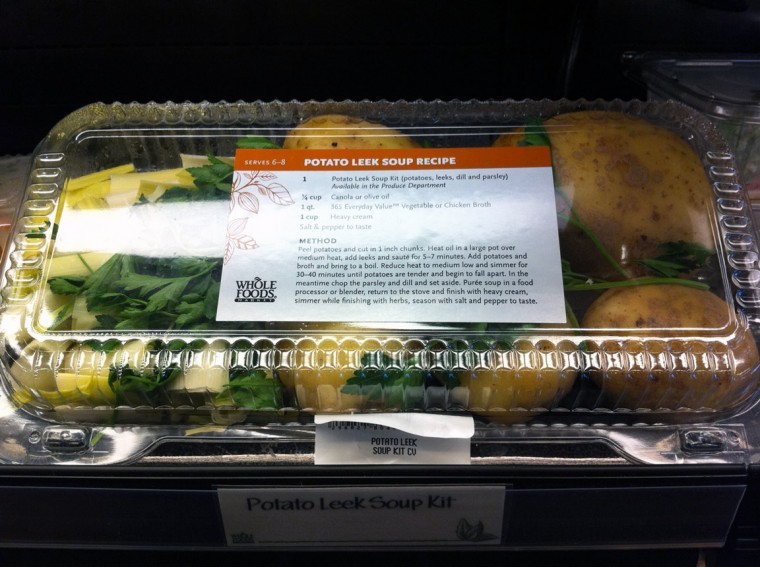 SERVES 6–8 POTATO LEEK SOUP RECIPE
1 Potato Leek Soup Kit (potatoes, leeks, dill and parsley)
Available in the Produce Department
¼ cup Canola or olive oil
1 qt. 365 Everyday Value™ Vegetable or Chicken Broth
1 cup Heavy cream
Salt & pepper to taste
METHOD
Peel potatoes and cut in 1 inch chunks. Heat oil in a large pot over
medium heat, add leeks and sauté for 5–7 minutes. Add potatoes and
broth and bring to a boil. Reduce heat to medium low and simmer for
30–40 minutes until potatoes are tender and begin to fall apart. In the
meantime chop the parsley and dill and set aside. Purée soup in a food
processor or blender, return to the stove and finish with heavy cream,
simmer while finishing with herbs, season with salt and pepper to taste.
WHOLE
FOODS
MARKET
POTATO LEEK
SOUP KIT CV
Potato Leek Soup Kit